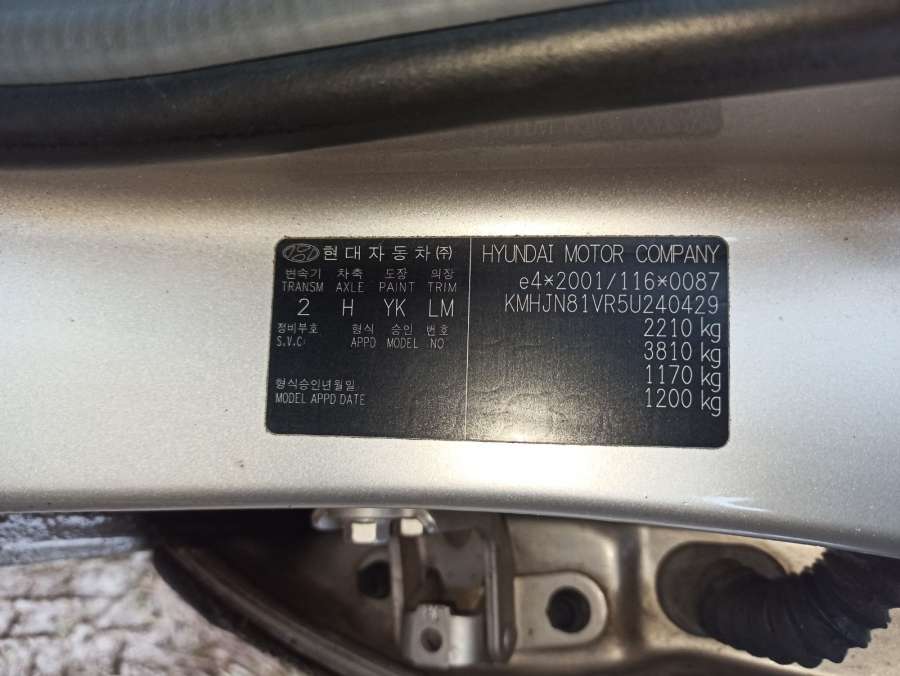 현대자동차(주)
변속기 차축 도장 의장
TRANSM AXLE PAINT TRIM
2 H YK LM
정비부호 형식 승인 번호
S.V.C: APPD MODEL NO
형식승인년월일
MODEL APPD DATE
HYUNDAI MOTOR COMPANY
e4*2001/116*0087
KMHJN81VR5U240429
2210 kg
3810 kg
1170 kg
1200 kg